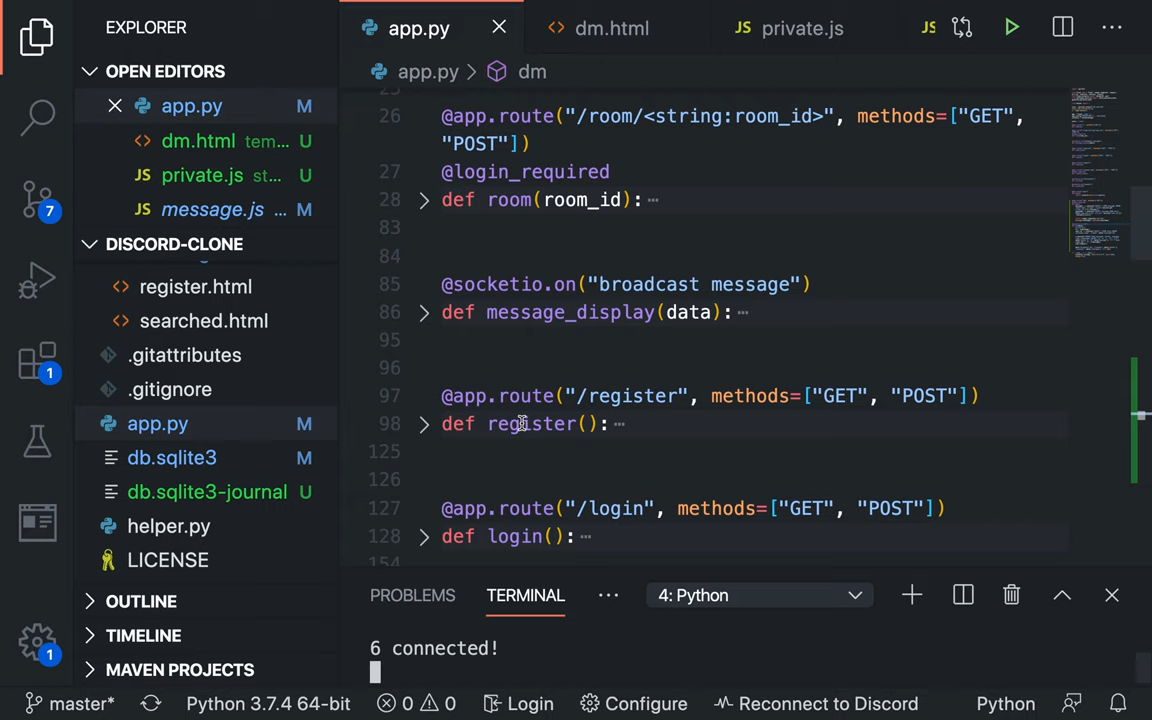 EXPLORER
OPEN EDITORS
app.py M
dm.html tem... U
JS private.js st... U
JS message.js ... M
DISCORD-CLONE
register.html
searched.html
.gitattributes
.gitignore
app.py M
db.sqlite3 M
db.sqlite3-journal U
helper.py
LICENSE
OUTLINE
TIMELINE
MAVEN PROJECTS
7
1
1
app.py
dm.html
JS private.js
JS
app.py > dm
25
26 @app.route("/room/<string:room_id>", methods=["GET",
"POST"])
27 @login_required
28 def room(room_id):
83
84
85 @socketio.on("broadcast message")
86 def message_display(data):
95
96
97 @app.route("/register", methods=["GET", "POST"])
98 def register():
125
126
127 @app.route("/login", methods=["GET", "POST"])
128 def login():
154
PROBLEMS TERMINAL ... 4: Python
6 connected!
master* Python 3.7.4 64-bit 0 0 Login Configure Reconnect to Discord Python